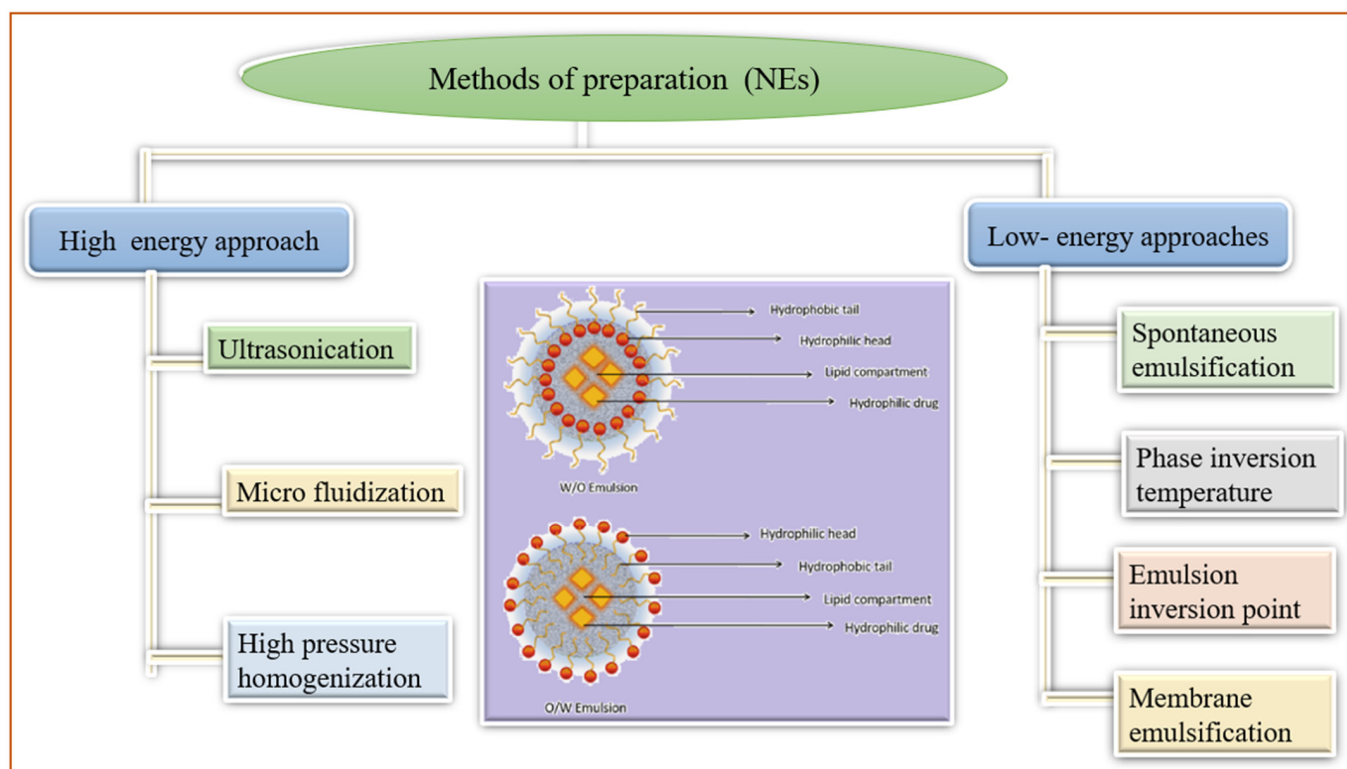 Methods of preparation (NEs)
High energy approach
Ultrasonication
Micro fluidization
High pressure
homogenization
Hydrophobic tail
Hydrophilic head
Lipid compartment
Hydrophilic drug
W/O Emulsion
Hydrophilic head
Hydrophobic tail
Lipid compartment
Hydrophilic drug
O/W Emulsion
Low- energy approaches
Spontaneous
emulsification
Phase inversion
temperature
Emulsion
inversion point
Membrane
emulsification